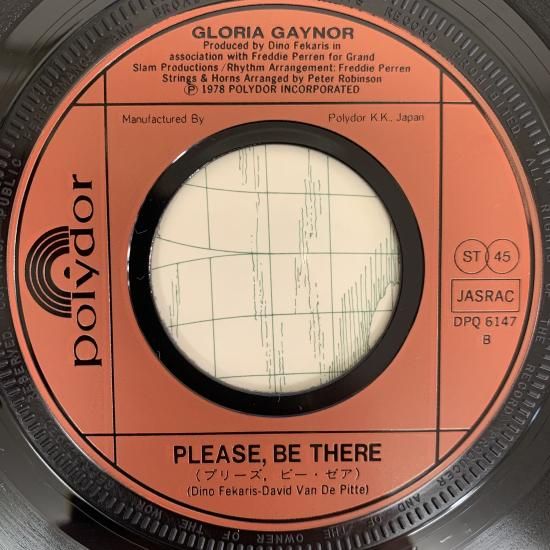 GLORIA GAYNOR
Produced by Dino Fekaris in
association with Freddie Perren for Grand
Slam Productions/Rhythm Arrangement: Freddie Perren
Strings & Horns Arranged by Peter Robinson
Ⓟ 1978 POLYDOR INCORPORATED
Manufactured By
Polydor K.K., Japan
polydor
ST 45
JASRAC
DPQ 6147
B
PLEASE, BE THERE
(プリーズ, ビー・ゼア)
(Dino Fekaris-David Van De Pitte)